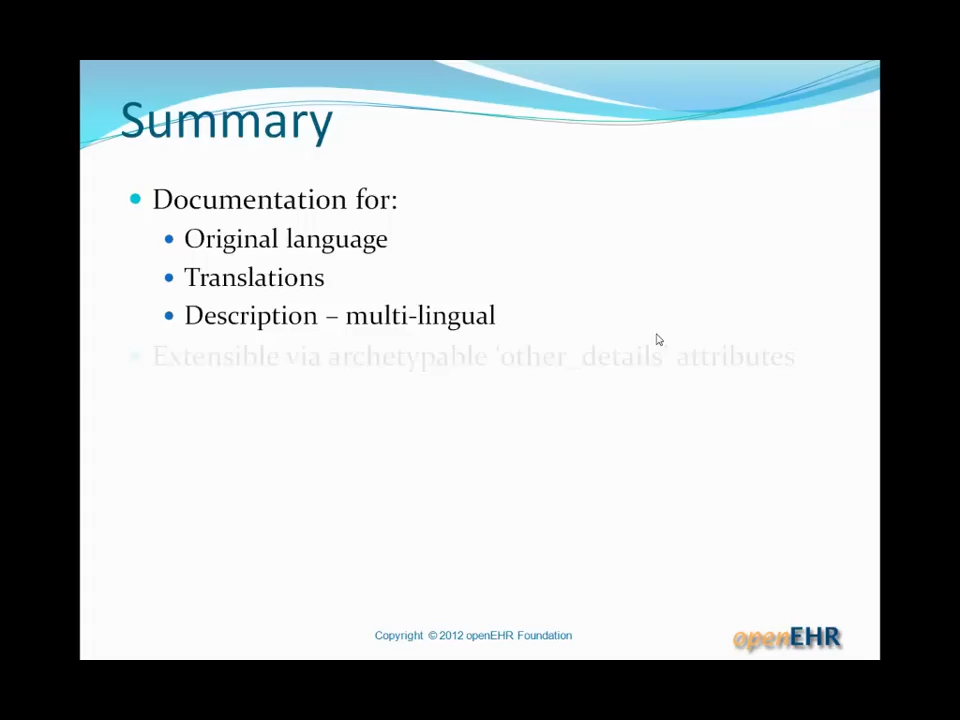 Summary
Documentation for:
Original language
Translations
Description – multi-lingual
Extensible via archetypable 'other_details' attributes
Copyright © 2012 openEHR Foundation
openEHR